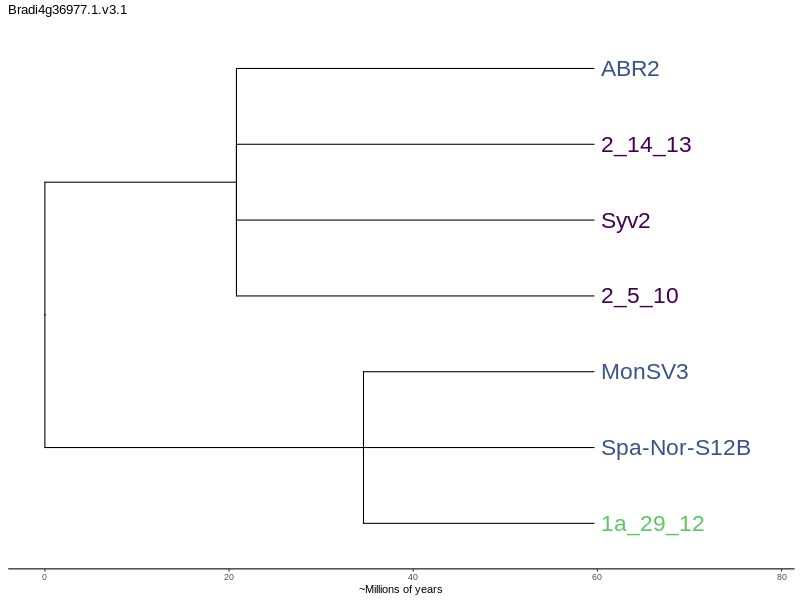 Bradi4g36977.1.v3.1
ABR2
2_14_13
Syv2
2_5_10
MonSV3
Spa-Nor-S12B
1a_29_12
0 20 40 60 80
~Millions of years